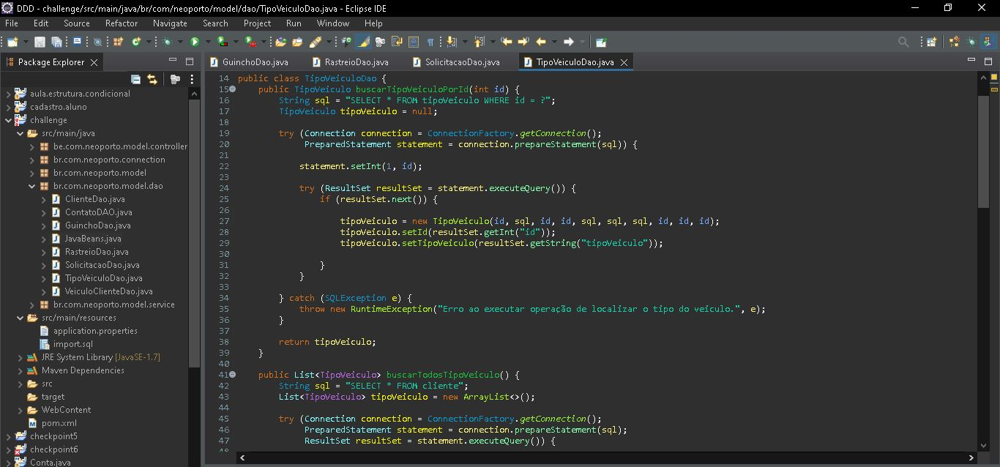 DDD - challenge/src/main/java/br/com/neoporto/model/dao/TipoVeiculoDao.java - Eclipse IDE
File Edit Source Refactor Navigate Search Project Run Window Help
Package Explorer
aula.estrutura.condicional
cadastro.aluno
challenge
src/main/java
be.com.neoporto.model.controller
br.com.neoporto.connection
br.com.neoporto.model
br.com.neoporto.model.dao
ClienteDao.java
ContatoDAO.java
GuinchoDao.java
JavaBeans.java
RastreioDao.java
SolicitacaoDao.java
TipoVeiculoDao.java
VeiculoClienteDao.java
br.com.neoporto.model.service
src/main/resources
application.properties
import.sql
JRE System Library [JavaSE-1.7]
Maven Dependencies
src
target
WebContent
pom.xml
checkpoint5
checkpoint6
Conta.java
GuinchoDao.java RastreioDao.java SolicitacaoDao.java TipoVeiculoDao.java
14 public class TipoVeiculoDao {
15 public TipoVeiculo buscarTipoVeiculoPorId(int id) {
16 String sql = "SELECT * FROM tipoVeiculo WHERE id = ?";
17 TipoVeiculo tipoVeiculo = null;
18
19 try (Connection connection = ConnectionFactory.getConnection();
20 PreparedStatement statement = connection.prepareStatement(sql)) {
21
22 statement.setInt(1, id);
23
24 try (ResultSet resultSet = statement.executeQuery()) {
25 if (resultSet.next()) {
26
27 tipoVeiculo = new TipoVeiculo(id, sql, id, id, sql, sql, sql, id, id, id);
28 tipoVeiculo.setId(resultSet.getInt("id"));
29 tipoVeiculo.setTipoVeiculo(resultSet.getString("tipoVeiculo"));
30
31 }
32 }
33
34 } catch (SQLException e) {
35 throw new RuntimeException("Erro ao executar operação de localizar o tipo do veiculo.", e);
36 }
37
38 return tipoVeiculo;
39 }
40
41 public List<TipoVeiculo> buscarTodosTipoVeiculo() {
42 String sql = "SELECT * FROM cliente";
43 List<TipoVeiculo> tipoVeiculo = new ArrayList<>();
44
45 try (Connection connection = ConnectionFactory.getConnection();
46 PreparedStatement statement = connection.prepareStatement(sql);
47 ResultSet resultSet = statement.executeQuery()) {